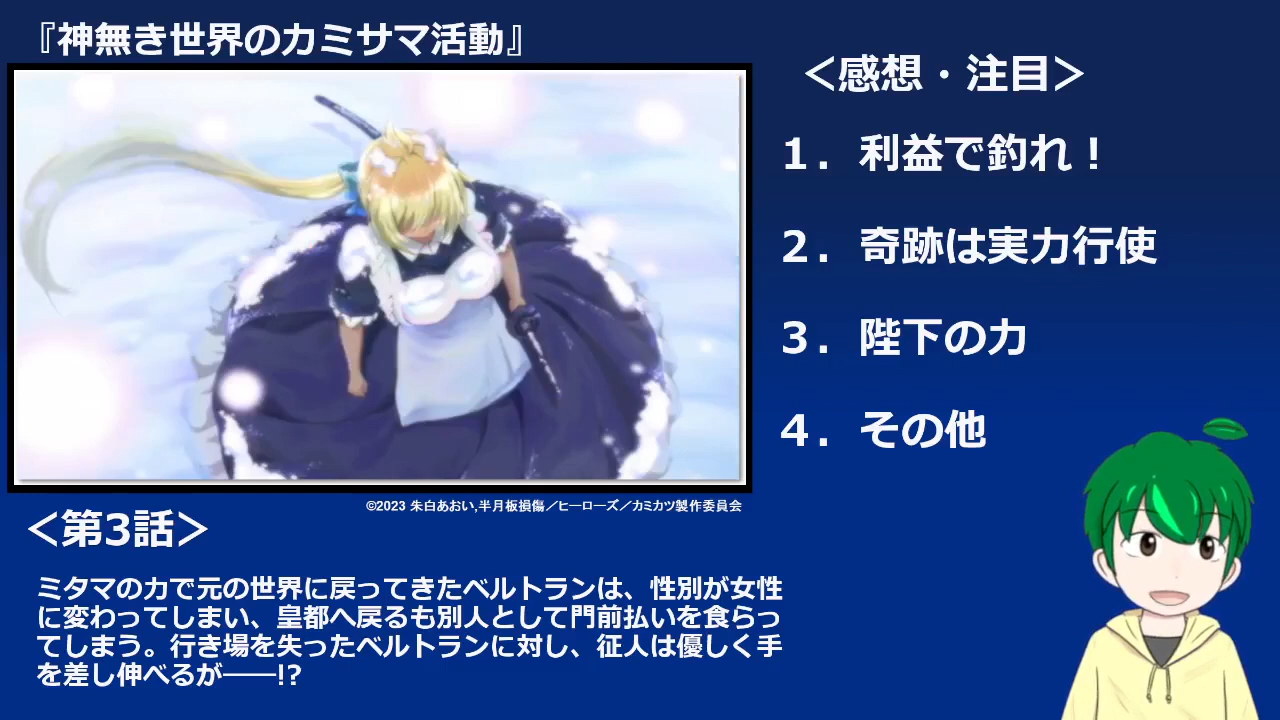 『神無き世界のカミサマ活動』
©2023 朱白あおい,半月板損傷／ヒーローズ／カミカツ製作委員会
＜第3話＞
ミタマの力で元の世界に戻ってきたベルトランは、性別が女性
に変わってしまい、皇都へ戻るも別人として門前払いを食らっ
てしまう。行き場を失ったベルトランに対し、征人は優しく手
を差し伸べるが――!?
＜感想・注目＞
１．利益で釣れ！
２．奇跡は実力行使
３．陛下の力
４．その他